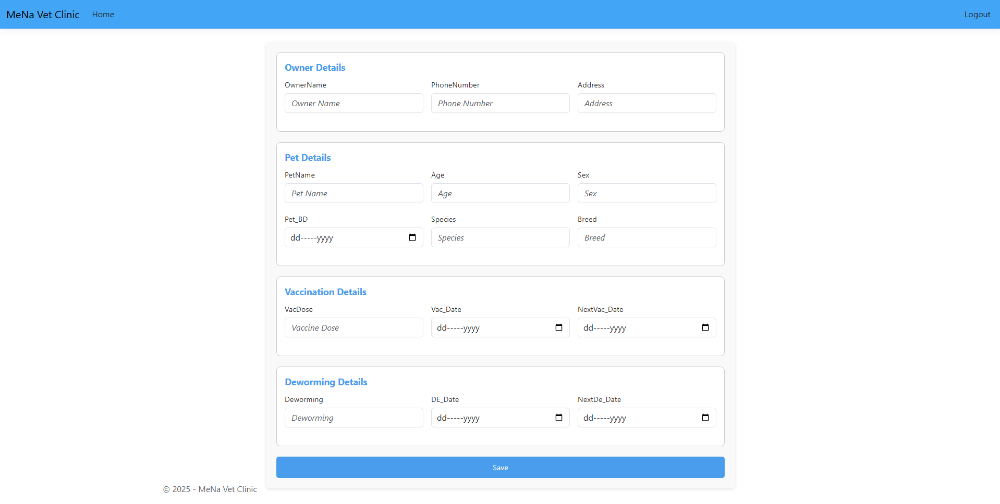 MeNa Vet Clinic Home Logout
Owner Details
OwnerName PhoneNumber Address
Owner Name Phone Number Address
Pet Details
PetName Age Sex
Pet Name Age Sex
Pet_BD Species Breed
dd-----yyyy Species Breed
Vaccination Details
VacDose Vac_Date NextVac_Date
Vaccine Dose dd-----yyyy dd-----yyyy
Deworming Details
Deworming DE_Date NextDe_Date
Deworming dd-----yyyy dd-----yyyy
Save
© 2025 - MeNa Vet Clinic